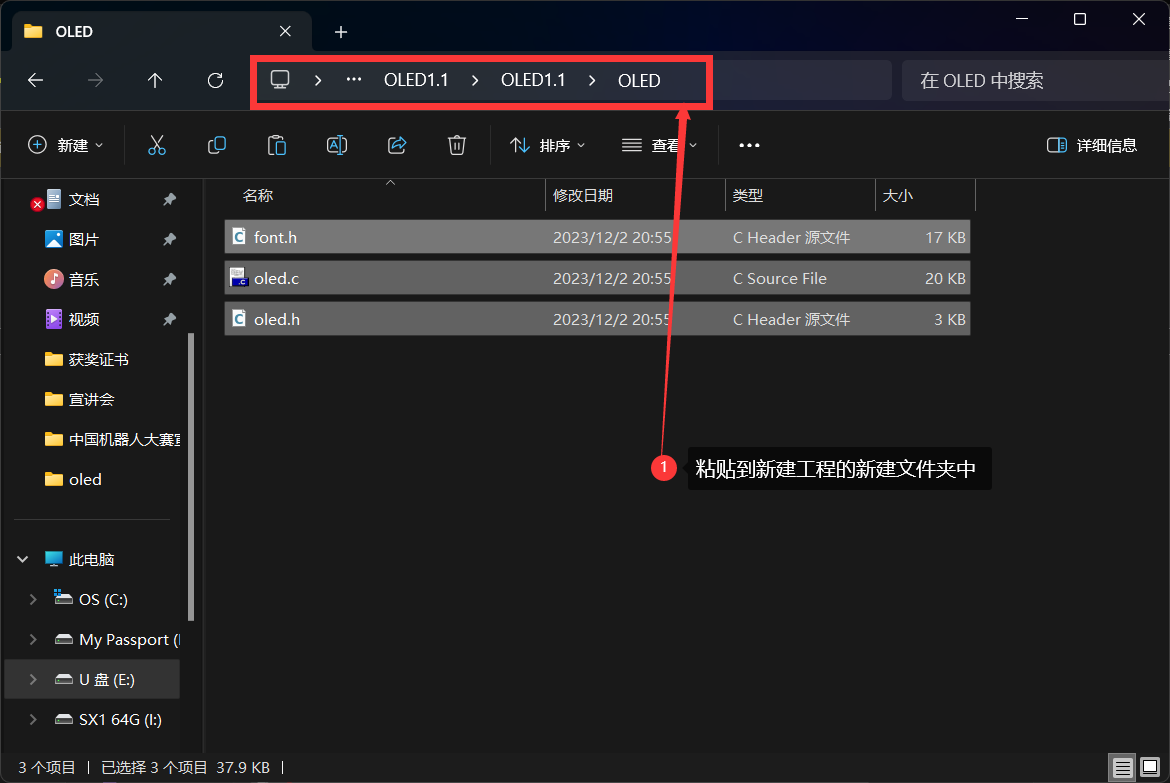 OLED
OLED1.1 OLED1.1 OLED
在 OLED 中搜索
新建 排序 查看 ... 详细信息
名称 修改日期 类型 大小
font.h 2023/12/2 20:55 C Header 源文件 17 KB
oled.c 2023/12/2 20:55 C Source File 20 KB
oled.h 2023/12/2 20:55 C Header 源文件 3 KB
文档
图片
音乐
视频
获奖证书
宣讲会
中国机器人大赛
oled
此电脑
OS (C:)
My Passport (
U 盘 (E:)
SX1 64G (I:)
1 粘贴到新建工程的新建文件夹中
3 个项目 | 已选择 3 个项目 37.9 KB |